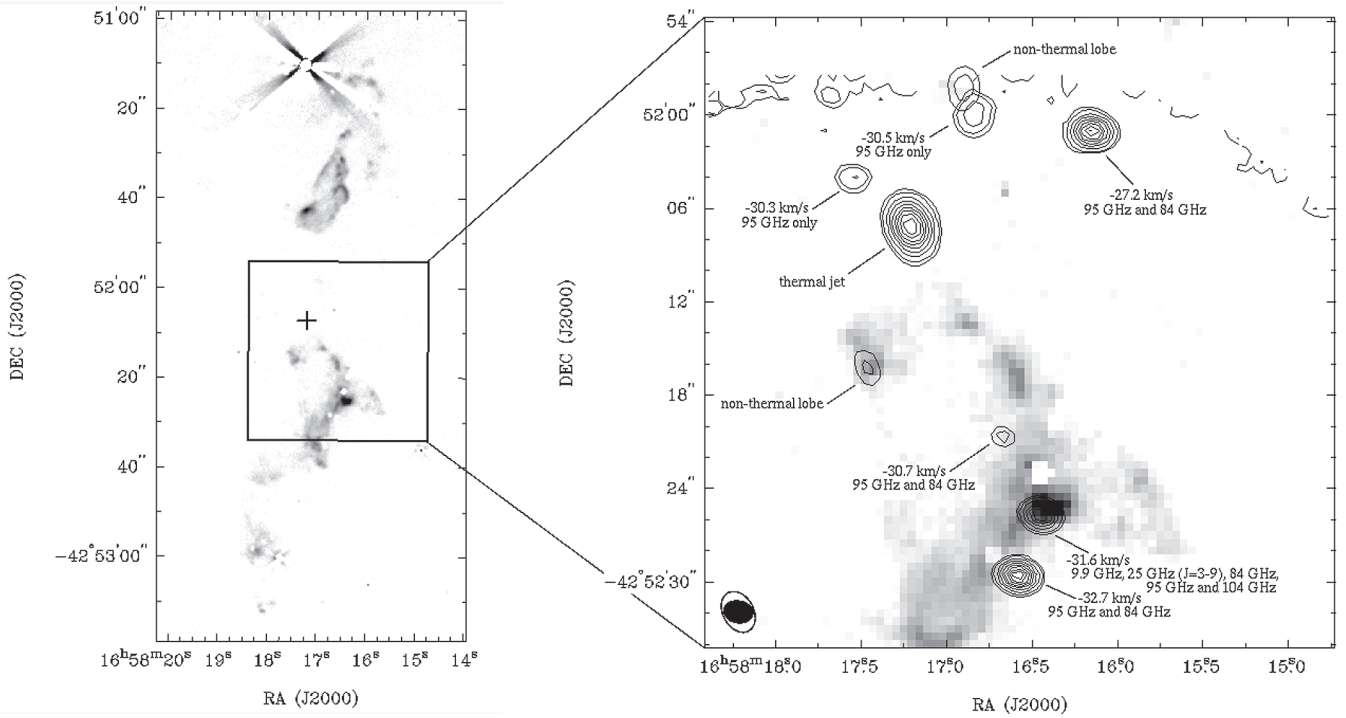 51'00"
20"
40"
52'00"
20"
40"
-42°53'00"
16h58m20s 19s 18s 17s 16s 15s 14s
RA (J2000)
DEC (J2000)
54"
52'00"
06"
12"
18"
24"
-42°52'30"
16h58m18s.0 17s.5 17s.0 16s.5 16s.0 15s.5 15s.0
RA (J2000)
DEC (J2000)
non-thermal lobe
-30.5 km/s
95 GHz only
-27.2 km/s
95 GHz and 84 GHz
-30.3 km/s
95 GHz only
thermal jet
non-thermal lobe
-30.7 km/s
95 GHz and 84 GHz
-31.6 km/s
9.9 GHz, 25 GHz (J=3-9), 84 GHz,
95 GHz and 104 GHz
-32.7 km/s
95 GHz and 84 GHz